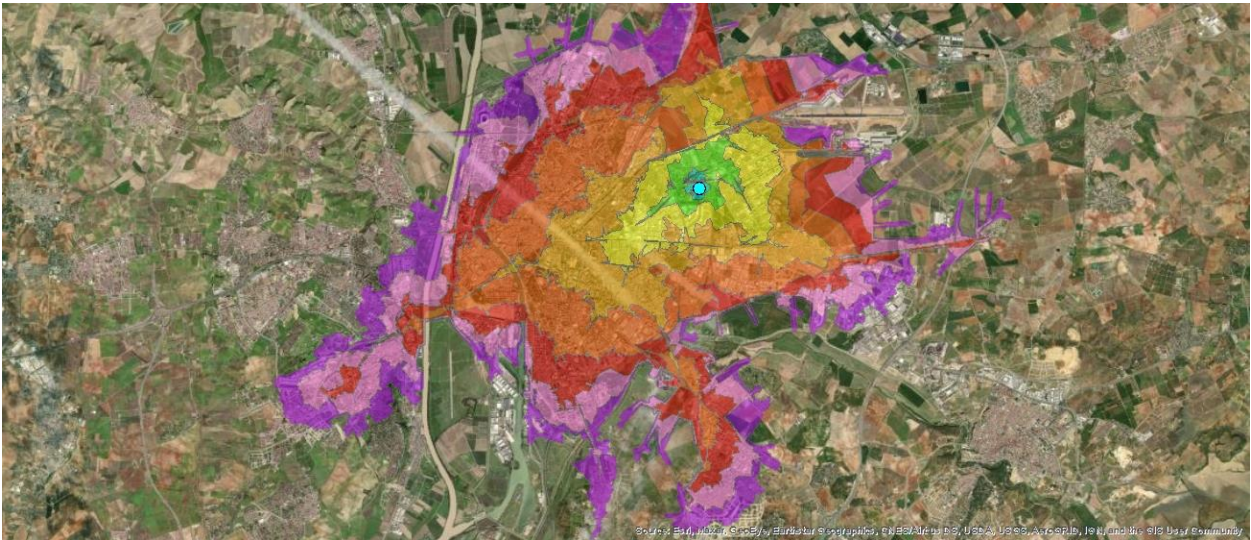 Source: Esri, Maxar, GeoEye, Earthstar Geographics, CNES/Airbus DS, USDA, USGS, AeroGRID, IGN, and the GIS User Community